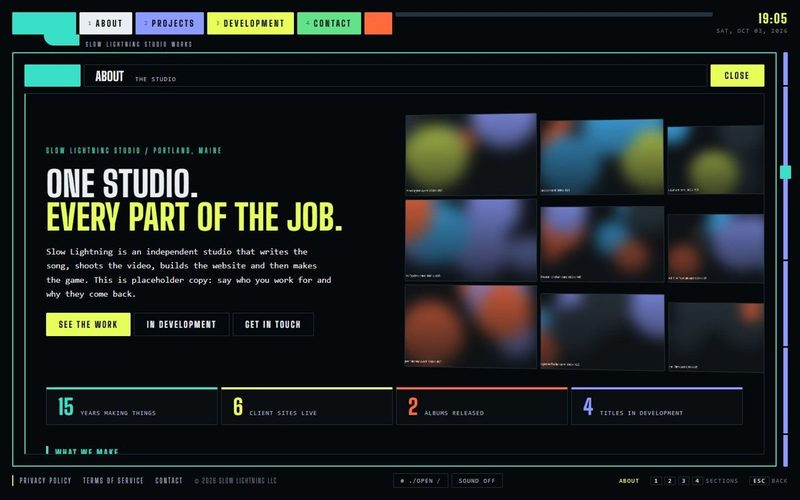 1 ABOUT
2 PROJECTS
3 DEVELOPMENT
4 CONTACT
19:05
SAT, OCT 03, 2026
SLOW LIGHTNING STUDIO WORKS
ABOUT
THE STUDIO
CLOSE
SLOW LIGHTNING STUDIO / PORTLAND, MAINE
ONE STUDIO.
EVERY PART OF THE JOB.
Slow Lightning is an independent studio that writes the
song, shoots the video, builds the website and then makes
the game. This is placeholder copy: say who you work for and
why they come back.
SEE THE WORK
IN DEVELOPMENT
GET IN TOUCH
15 YEARS MAKING THINGS
6 CLIENT SITES LIVE
2 ALBUMS RELEASED
4 TITLES IN DEVELOPMENT
WHAT WE MAKE
PRIVACY POLICY
TERMS OF SERVICE
CONTACT
© 2026 SLOW LIGHTNING LLC
# ./OPEN /
SOUND OFF
ABOUT
1 2 3 4 SECTIONS
ESC BACK